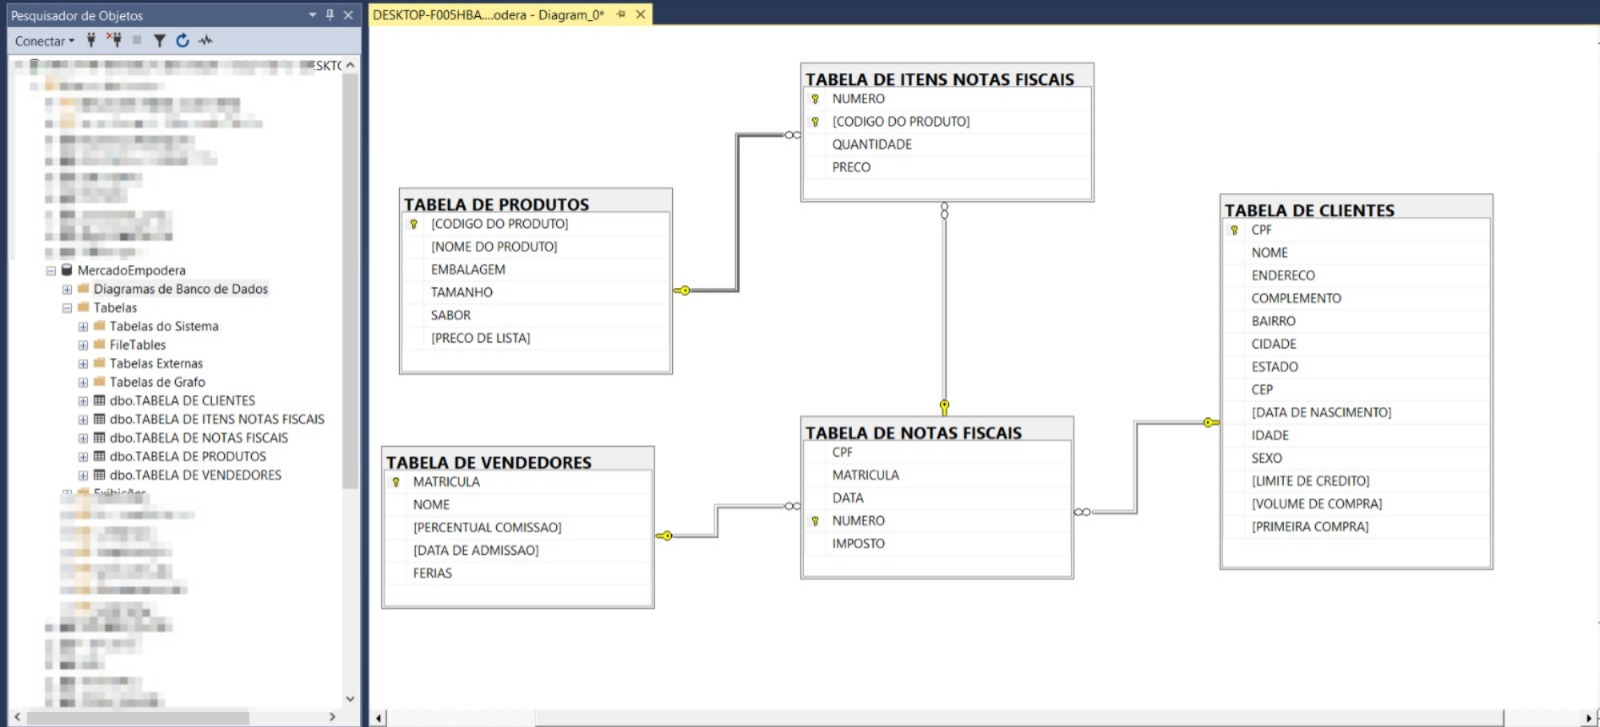 Pesquisador de Objetos
Conectar
MercadoEmpodera
Diagramas de Banco de Dados
Tabelas
Tabelas do Sistema
FileTables
Tabelas Externas
Tabelas de Grafo
dbo.TABELA DE CLIENTES
dbo.TABELA DE ITENS NOTAS FISCAIS
dbo.TABELA DE NOTAS FISCAIS
dbo.TABELA DE PRODUTOS
dbo.TABELA DE VENDEDORES
DESKTOP-F005HBA....odera - Diagram_0*
TABELA DE ITENS NOTAS FISCAIS
NUMERO
[CODIGO DO PRODUTO]
QUANTIDADE
PRECO
TABELA DE PRODUTOS
[CODIGO DO PRODUTO]
[NOME DO PRODUTO]
EMBALAGEM
TAMANHO
SABOR
[PRECO DE LISTA]
TABELA DE CLIENTES
CPF
NOME
ENDERECO
COMPLEMENTO
BAIRRO
CIDADE
ESTADO
CEP
[DATA DE NASCIMENTO]
IDADE
SEXO
[LIMITE DE CREDITO]
[VOLUME DE COMPRA]
[PRIMEIRA COMPRA]
TABELA DE VENDEDORES
MATRICULA
NOME
[PERCENTUAL COMISSAO]
[DATA DE ADMISSAO]
FERIAS
TABELA DE NOTAS FISCAIS
CPF
MATRICULA
DATA
NUMERO
IMPOSTO